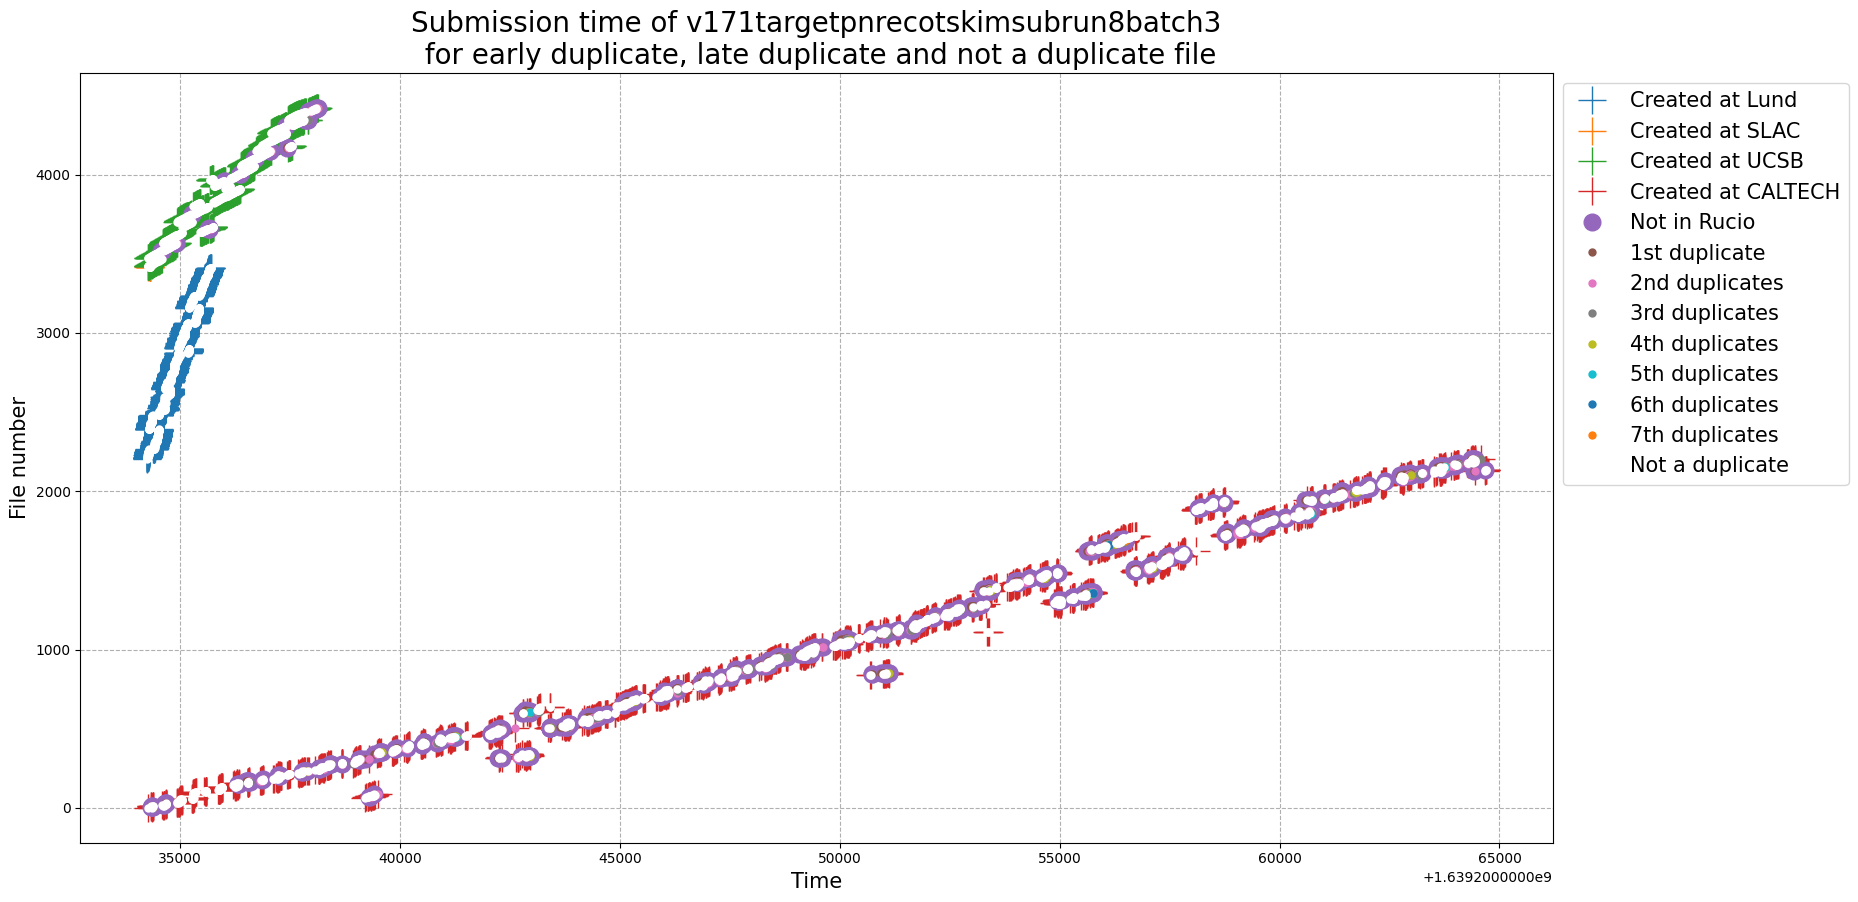 Submission time of v171targetpnrecotskimsubrun8batch3
for early duplicate, late duplicate and not a duplicate file
File number
4000
3000
2000
1000
0
35000
40000
45000
50000
55000
60000
65000
Time
+1.6392000000e9
Created at Lund
Created at SLAC
Created at UCSB
Created at CALTECH
Not in Rucio
1st duplicate
2nd duplicates
3rd duplicates
4th duplicates
5th duplicates
6th duplicates
7th duplicates
Not a duplicate